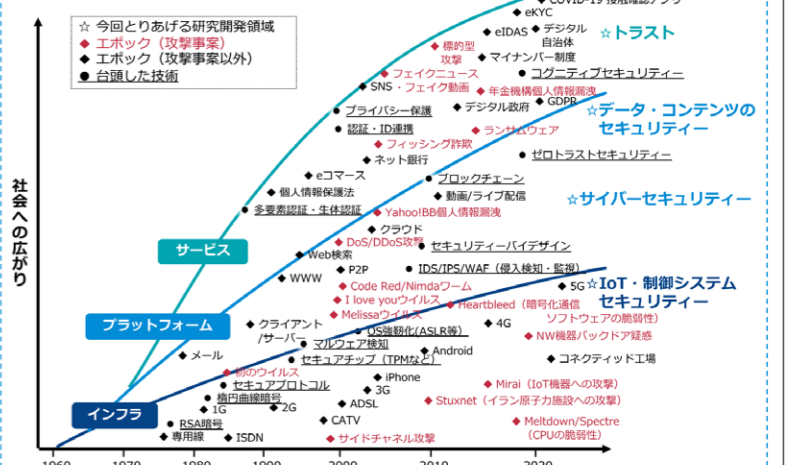 ☆ 今回とりあげる研究開発領域
◆ エポック（攻撃事案）
◆ エポック（攻撃事案以外）
● 台頭した技術
◆ eKYC
◆ eIDAS
◆ デジタル
自治体
☆トラスト
◆ 標的型
攻撃
◆ マイナンバー制度
◆ フェイクニュース
● コグニティブセキュリティー
◆ SNS・フェイク動画
◆ 年金機構個人情報漏洩
◆ デジタル政府
◆ GDPR
☆データ・コンテンツの
セキュリティー
● プライバシー保護
● 認証・ID連携
◆ ランサムウェア
◆ フィッシング詐欺
◆ ネット銀行
● ゼロトラストセキュリティー
◆ eコマース
● ブロックチェーン
◆ 個人情報保護法
◆ 動画/ライブ配信
☆サイバーセキュリティー
● 多要素認証・生体認証
◆ Yahoo!BB個人情報漏洩
◆ クラウド
サービス
◆ DoS/DDoS攻撃
● セキュリティーバイデザイン
◆ Web検索
◆ P2P
● IDS/IPS/WAF（侵入検知・監視）
◆ WWW
◆ Code Red/Nimdaワーム
◆ 5G
☆IoT・制御システム
セキュリティー
◆ I love youウイルス
◆ Heartbleed（暗号化通信
ソフトウェアの脆弱性）
◆ Melissaウイルス
プラットフォーム
◆ クライアント
/サーバー
● OS強靭化(ASLR等)
◆ 4G
◆ NW機器バックドア疑惑
● マルウェア検知
◆ メール
◆ Android
● セキュアチップ（TPMなど）
◆ コネクティッド工場
◆ 初のウイルス
◆ iPhone
● セキュアプロトコル
◆ 3G
◆ Mirai（IoT機器への攻撃）
● 楕円曲線暗号
◆ 1G
◆ 2G
◆ ADSL
◆ Stuxnet（イラン原子力施設への攻撃）
インフラ
● RSA暗号
◆ CATV
◆ Meltdown/Spectre
（CPUの脆弱性）
◆ 専用線
◆ ISDN
◆ サイドチャネル攻撃
社会への広がり
1960 1970 1980 1990 2000 2010 2020